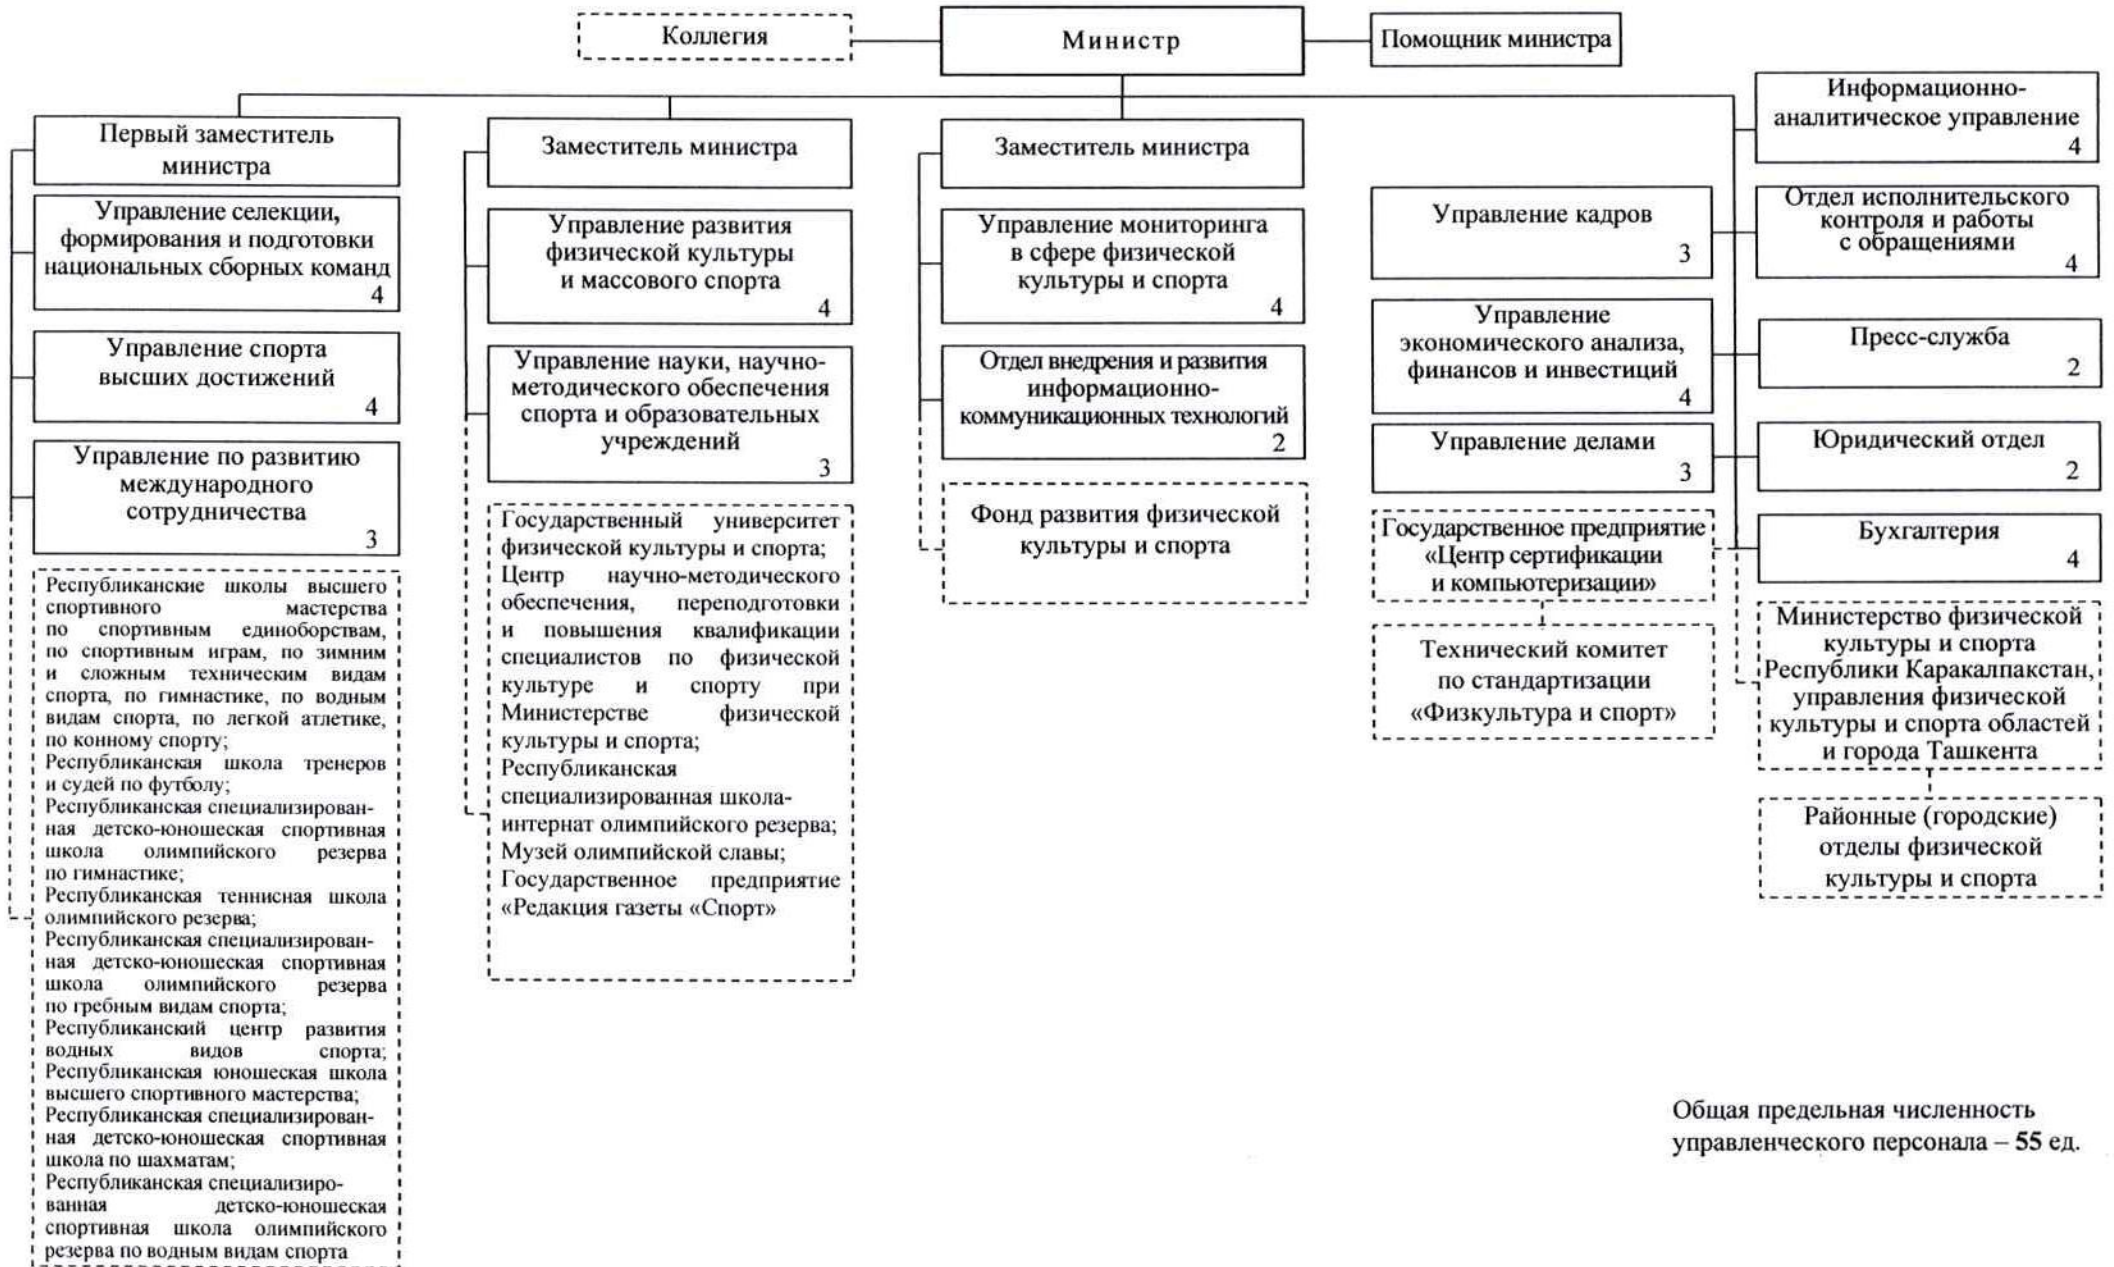 Коллегия
Министр
Помощник министра
Первый заместитель
министра
Управление селекции,
формирования и подготовки
национальных сборных команд
4
Управление спорта
высших достижений
4
Управление по развитию
международного
сотрудничества
3
Республиканские школы высшего
спортивного мастерства
по спортивным единоборствам,
по спортивным играм, по зимним
и сложным техническим видам
спорта, по гимнастике, по водным
видам спорта, по легкой атлетике,
по конному спорту;
Республиканская школа тренеров
и судей по футболу;
Республиканская специализирован-
ная детско-юношеская спортивная
школа олимпийского резерва
по гимнастике;
Республиканская теннисная школа
олимпийского резерва;
Республиканская специализирован-
ная детско-юношеская спортивная
школа олимпийского резерва
по гребным видам спорта;
Республиканский центр развития
водных видов спорта;
Республиканская юношеская школа
высшего спортивного мастерства;
Республиканская специализирован-
ная детско-юношеская спортивная
школа по шахматам;
Республиканская специализиро-
ванная детско-юношеская
спортивная школа олимпийского
резерва по водным видам спорта
Заместитель министра
Управление развития
физической культуры
и массового спорта
4
Управление науки, научно-
методического обеспечения
спорта и образовательных
учреждений
3
Государственный университет
физической культуры и спорта;
Центр научно-методического
обеспечения, переподготовки
и повышения квалификации
специалистов по физической
культуре и спорту при
Министерстве физической
культуры и спорта;
Республиканская
специализированная школа-
интернат олимпийского резерва;
Музей олимпийской славы;
Государственное предприятие
«Редакция газеты «Спорт»
Заместитель министра
Управление мониторинга
в сфере физической
культуры и спорта
4
Отдел внедрения и развития
информационно-
коммуникационных технологий
2
Фонд развития физической
культуры и спорта
Управление кадров
3
Управление
экономического анализа,
финансов и инвестиций
4
Управление делами
3
Государственное предприятие
«Центр сертификации
и компьютеризации»
Технический комитет
по стандартизации
«Физкультура и спорт»
Информационно-
аналитическое управление
4
Отдел исполнительского
контроля и работы
с обращениями
4
Пресс-служба
2
Юридический отдел
2
Бухгалтерия
4
Министерство физической
культуры и спорта
Республики Каракалпакстан,
управления физической
культуры и спорта областей
и города Ташкента
Районные (городские)
отделы физической
культуры и спорта
Общая предельная численность
управленческого персонала – 55 ед.